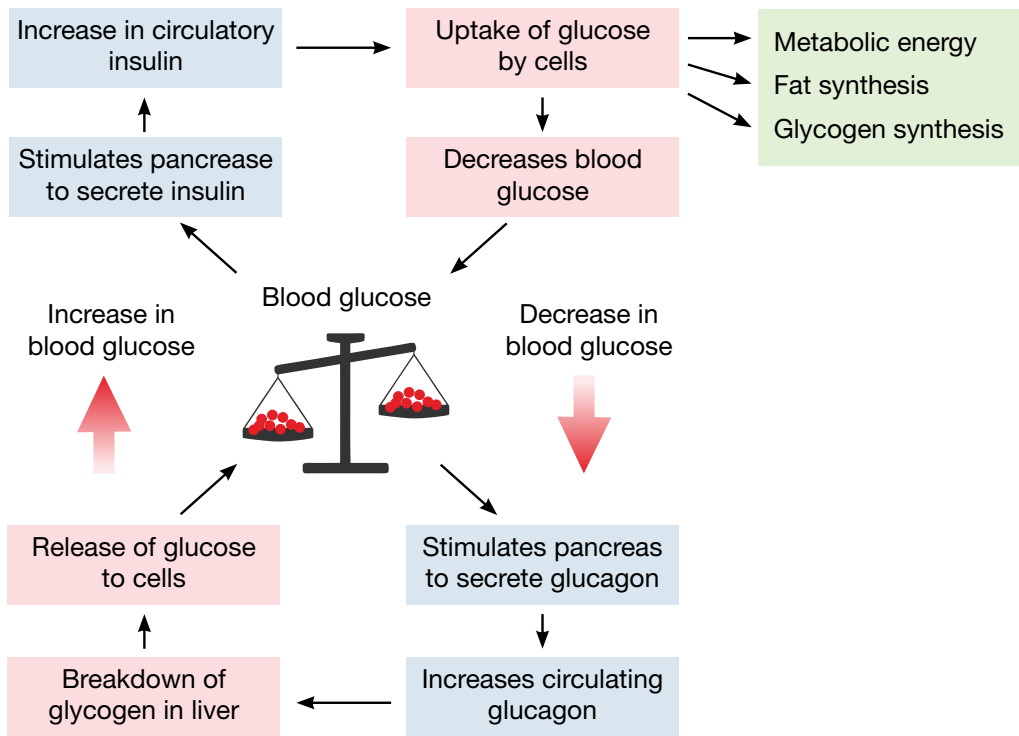 Increase in circulatory
insulin
Uptake of glucose
by cells
Metabolic energy
Fat synthesis
Glycogen synthesis
Stimulates pancrease
to secrete insulin
Decreases blood
glucose
Blood glucose
Increase in
blood glucose
Decrease in
blood glucose
Release of glucose
to cells
Stimulates pancreas
to secrete glucagon
Breakdown of
glycogen in liver
Increases circulating
glucagon